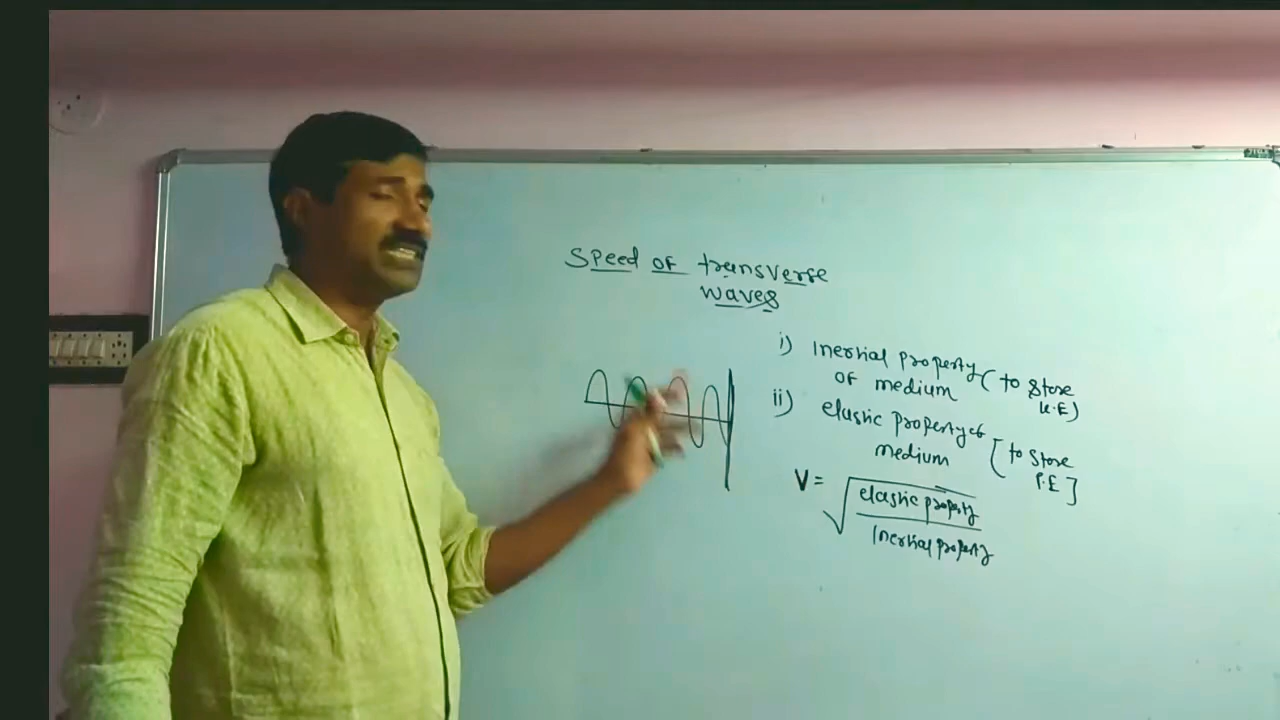 Speed of transverse
waves
i) Inertial property ( to store
of medium K.E)
ii) elastic property of
medium [ to store
P.E ]
V = √ elastic property
Inertial property